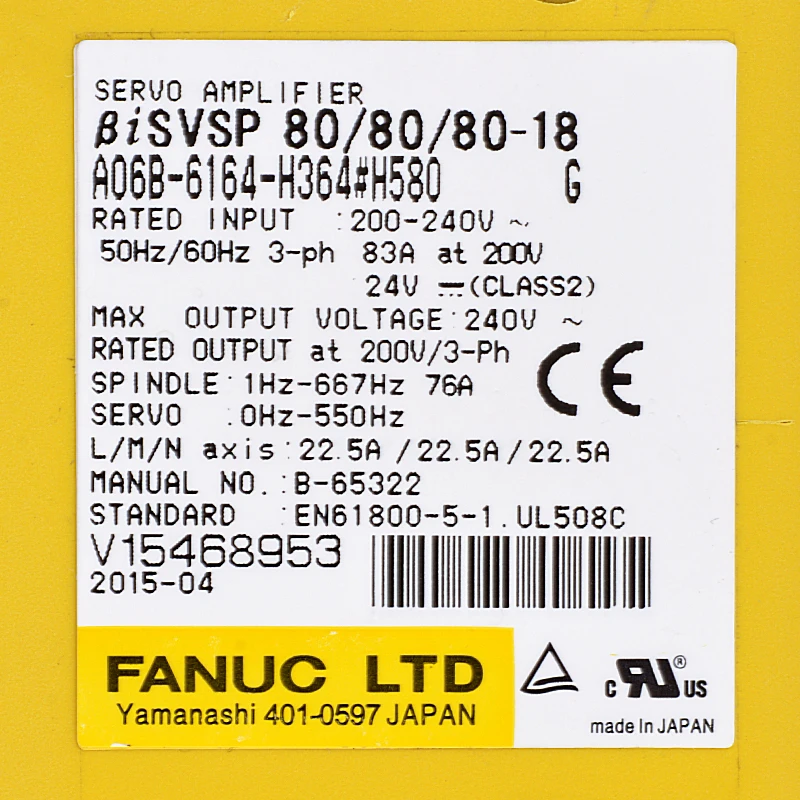 SERVO AMPLIFIER
βiSVSP 80/80/80-18
A06B-6164-H364#H580 G
RATED INPUT :200-240V ~
50Hz/60Hz 3-ph 83A at 200V
24V ⎓(CLASS2)
MAX OUTPUT VOLTAGE:240V ~
RATED OUTPUT at 200V/3-Ph
SPINDLE:1Hz-667Hz 76A
SERVO :0Hz-550Hz
L/M/N axis:22.5A /22.5A/22.5A
MANUAL NO.:B-65322
STANDARD :EN61800-5-1.UL508C
CE
V15468953
2015-04
FANUC LTD
Yamanashi 401-0597 JAPAN
c RU® US
made In JAPAN